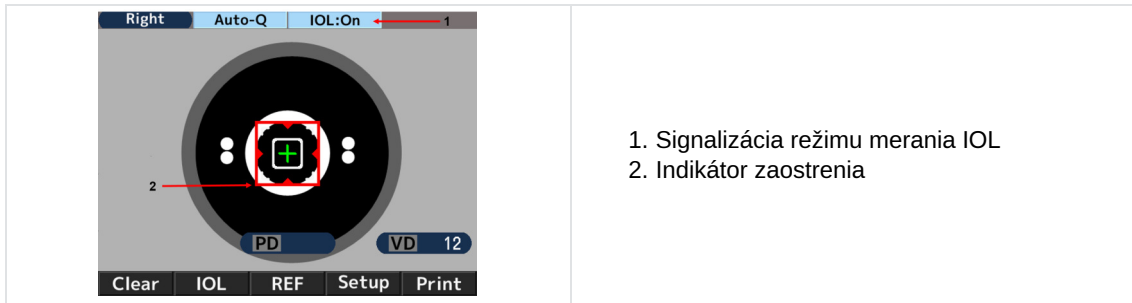 Right Auto-Q IOL:On 1
2
PD VD 12
Clear IOL REF Setup Print
1. Signalizácia režimu merania IOL
2. Indikátor zaostrenia